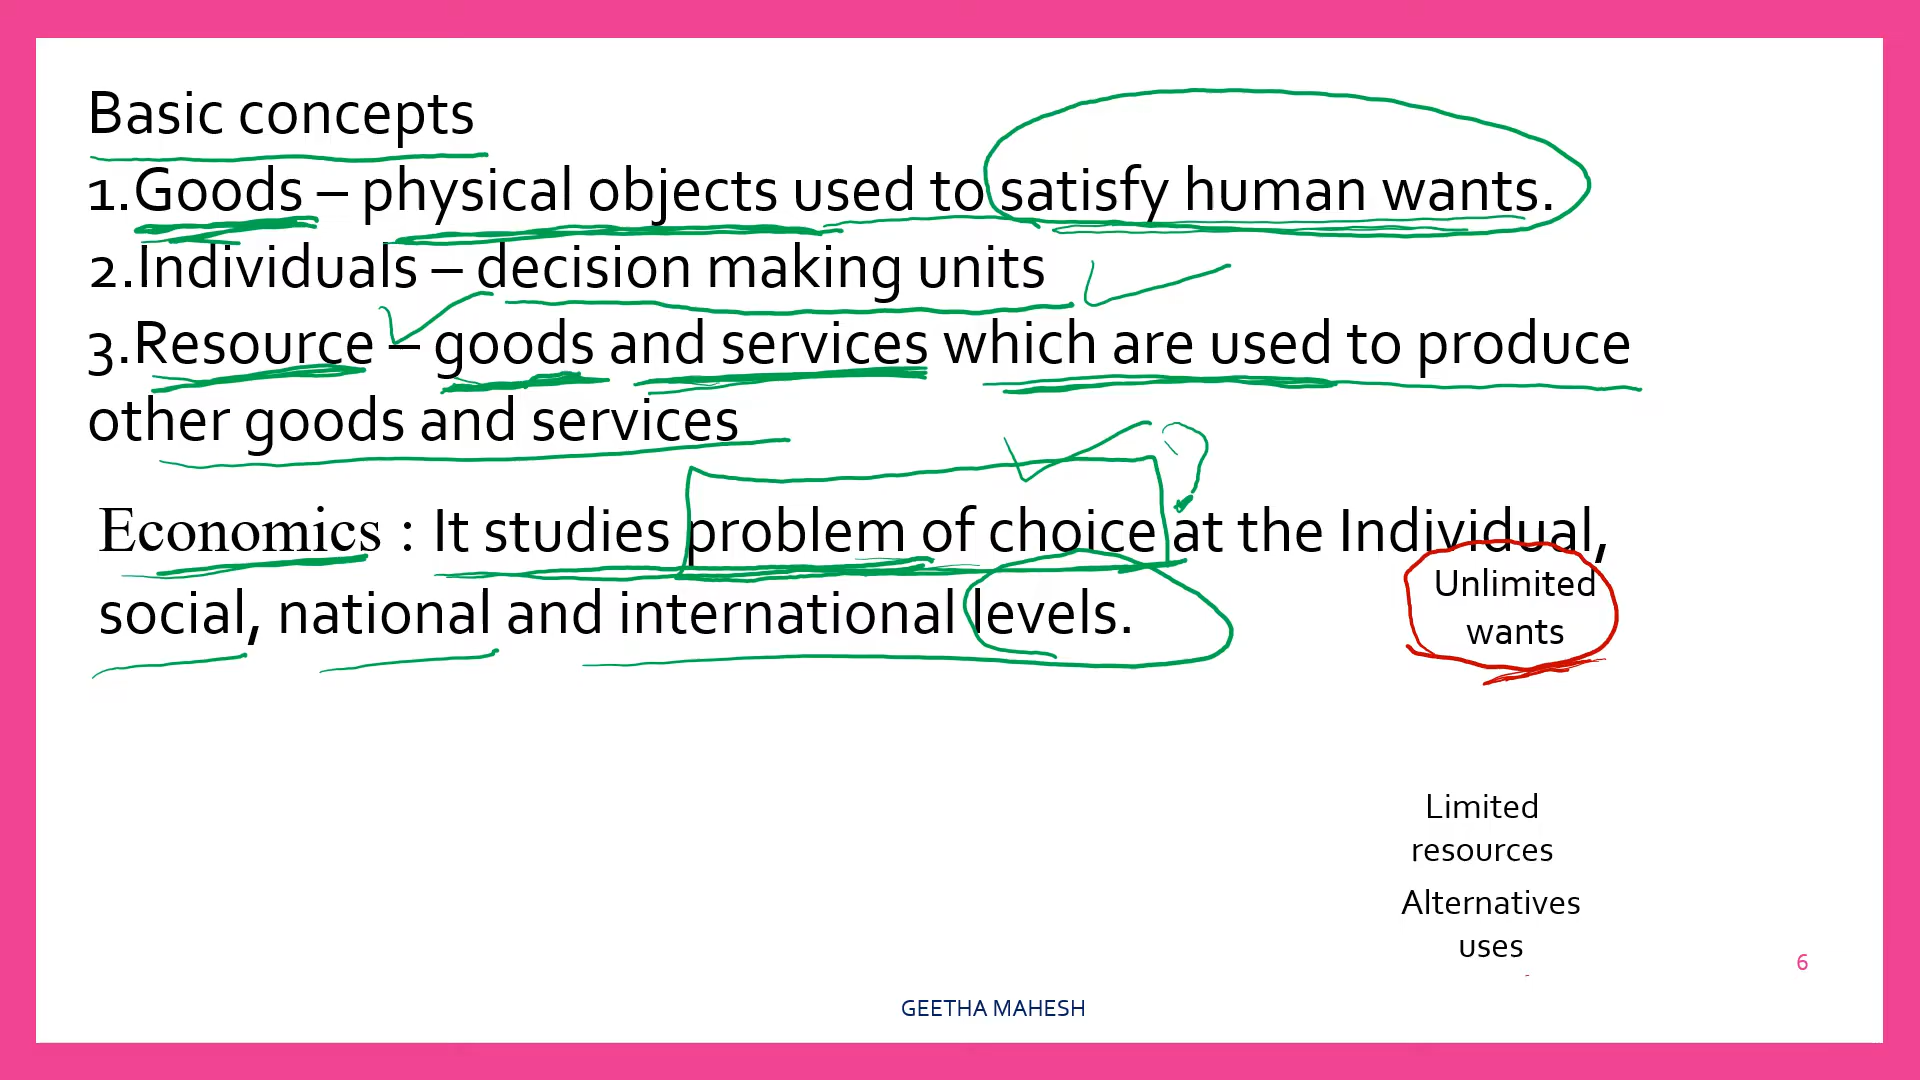 Basic concepts
1.Goods – physical objects used to satisfy human wants.
2.Individuals – decision making units
3.Resource – goods and services which are used to produce
other goods and services
Economics : It studies problem of choice at the Individual,
social, national and international levels.
Unlimited
wants
Limited
resources
Alternatives
uses
6
GEETHA MAHESH